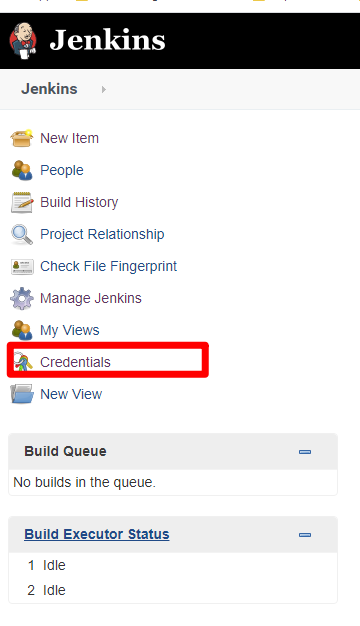 Jenkins
Jenkins
New Item
People
Build History
Project Relationship
Check File Fingerprint
Manage Jenkins
My Views
Credentials
New View
Build Queue
No builds in the queue.
Build Executor Status
1 Idle
2 Idle